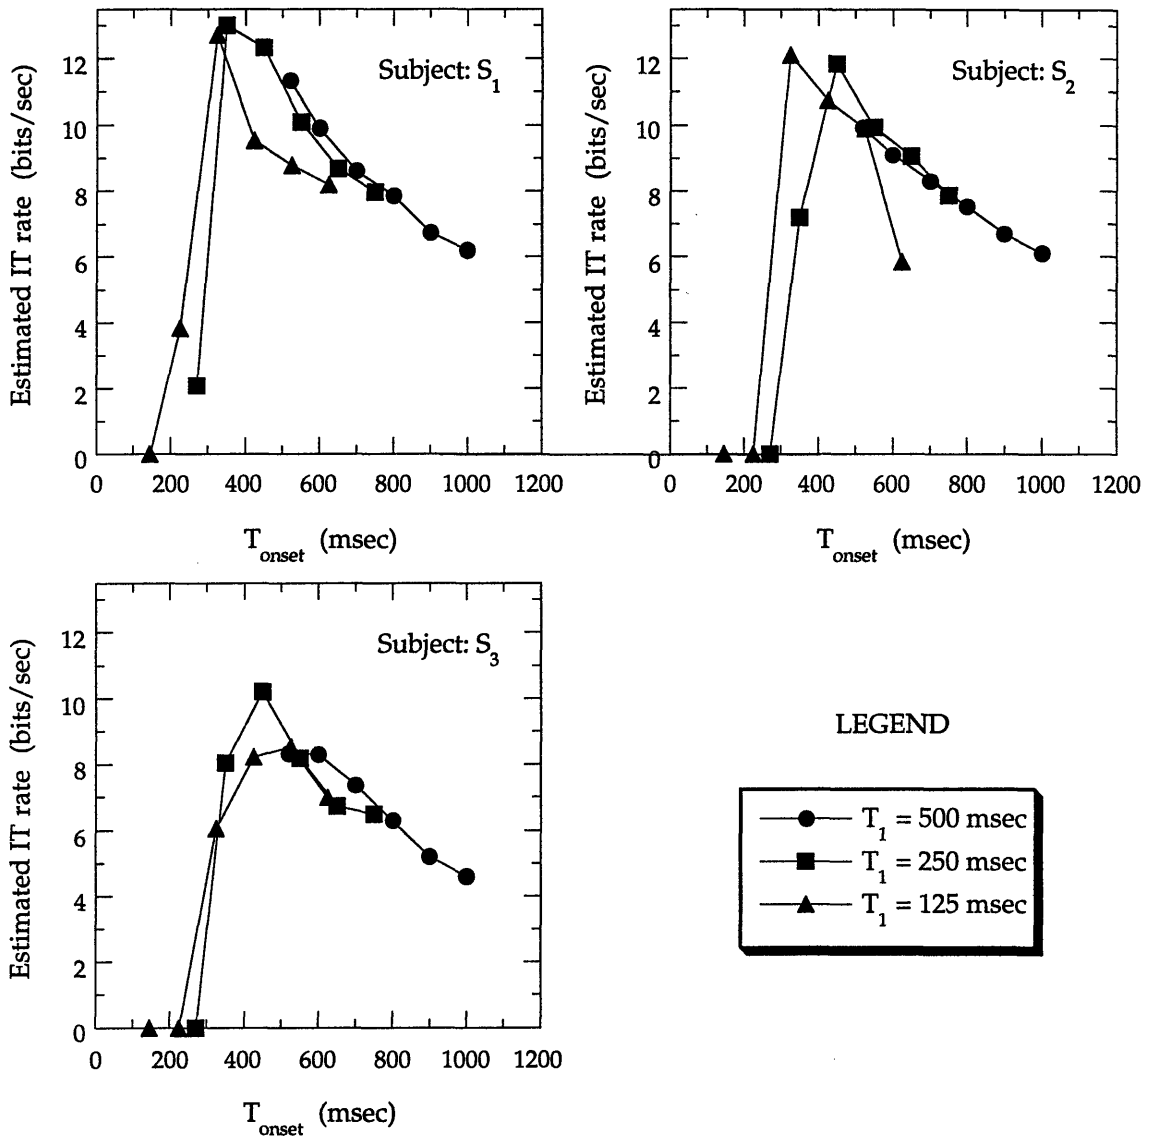 Estimated IT rate (bits/sec)
12
10
8
6
4
2
0
Subject: S1
0 200 400 600 800 1000 1200
Tonset (msec)
Estimated IT rate (bits/sec)
12
10
8
6
4
2
0
Subject: S2
0 200 400 600 800 1000 1200
Tonset (msec)
Estimated IT rate (bits/sec)
12
10
8
6
4
2
0
Subject: S3
0 200 400 600 800 1000 1200
Tonset (msec)
LEGEND
T1 = 500 msec
T1 = 250 msec
T1 = 125 msec